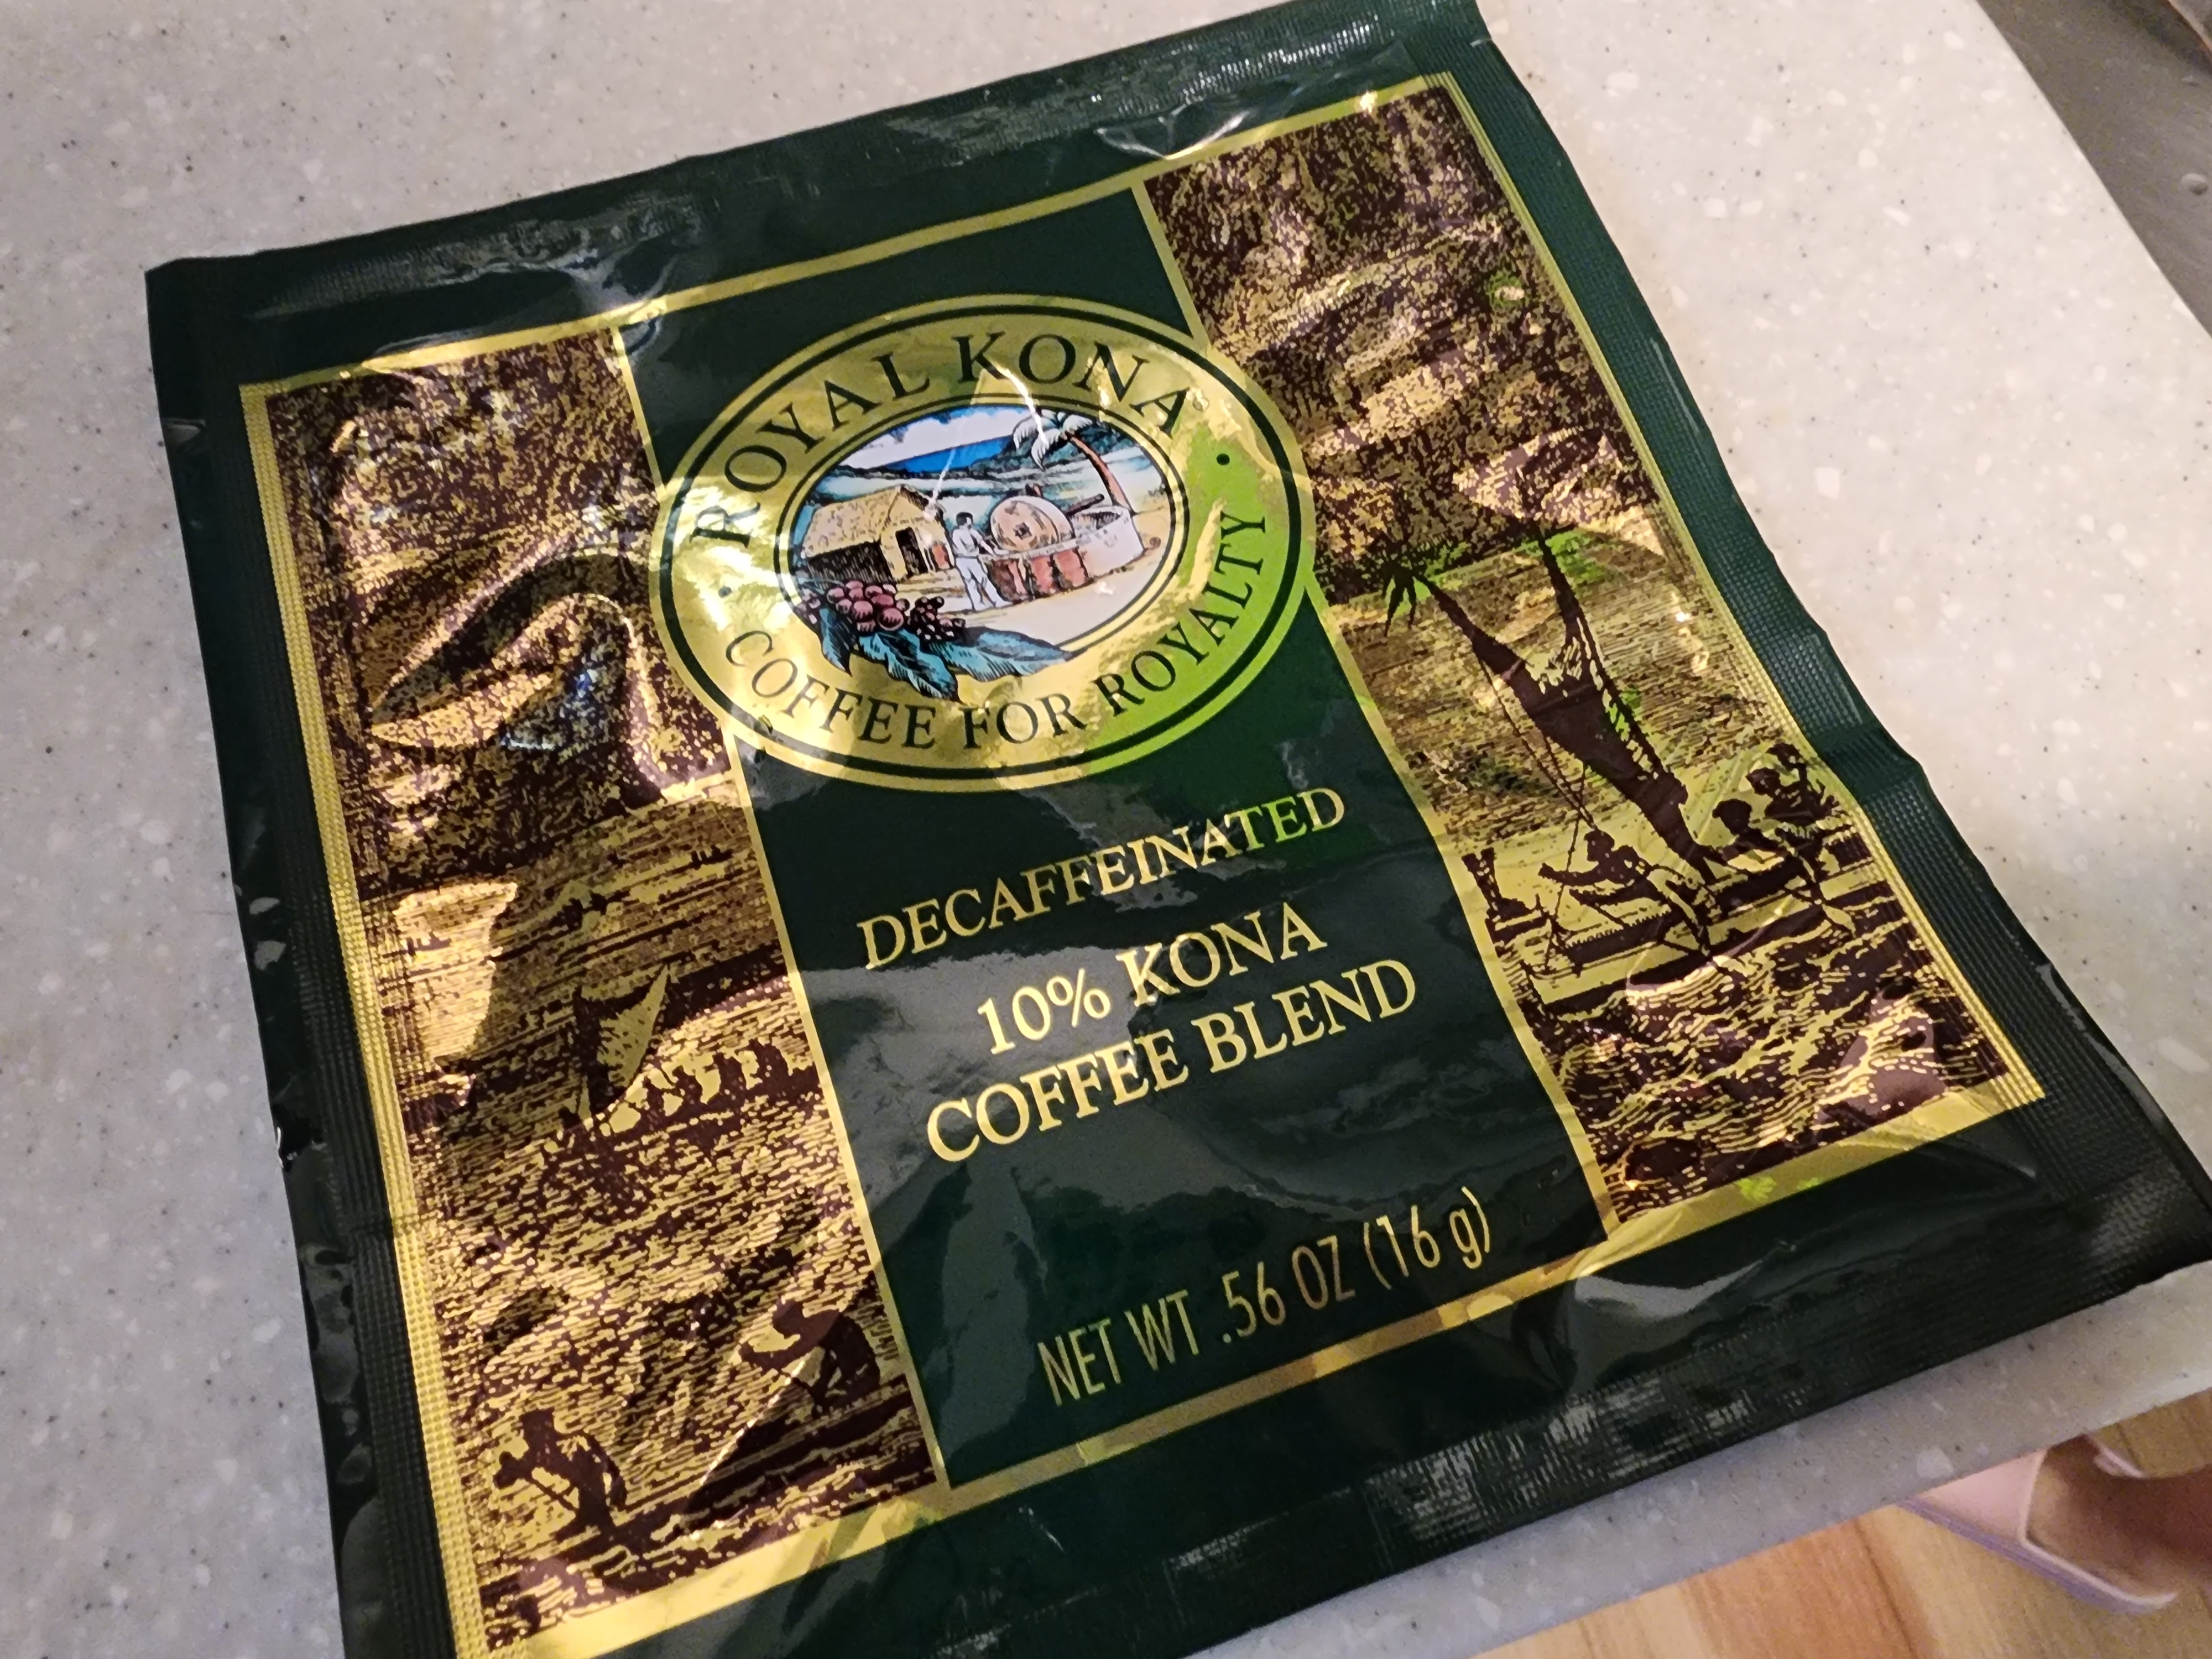 ROYAL KONA
COFFEE FOR ROYALTY
DECAFFEINATED
10% KONA
COFFEE BLEND
NET WT .56 OZ (16 g)